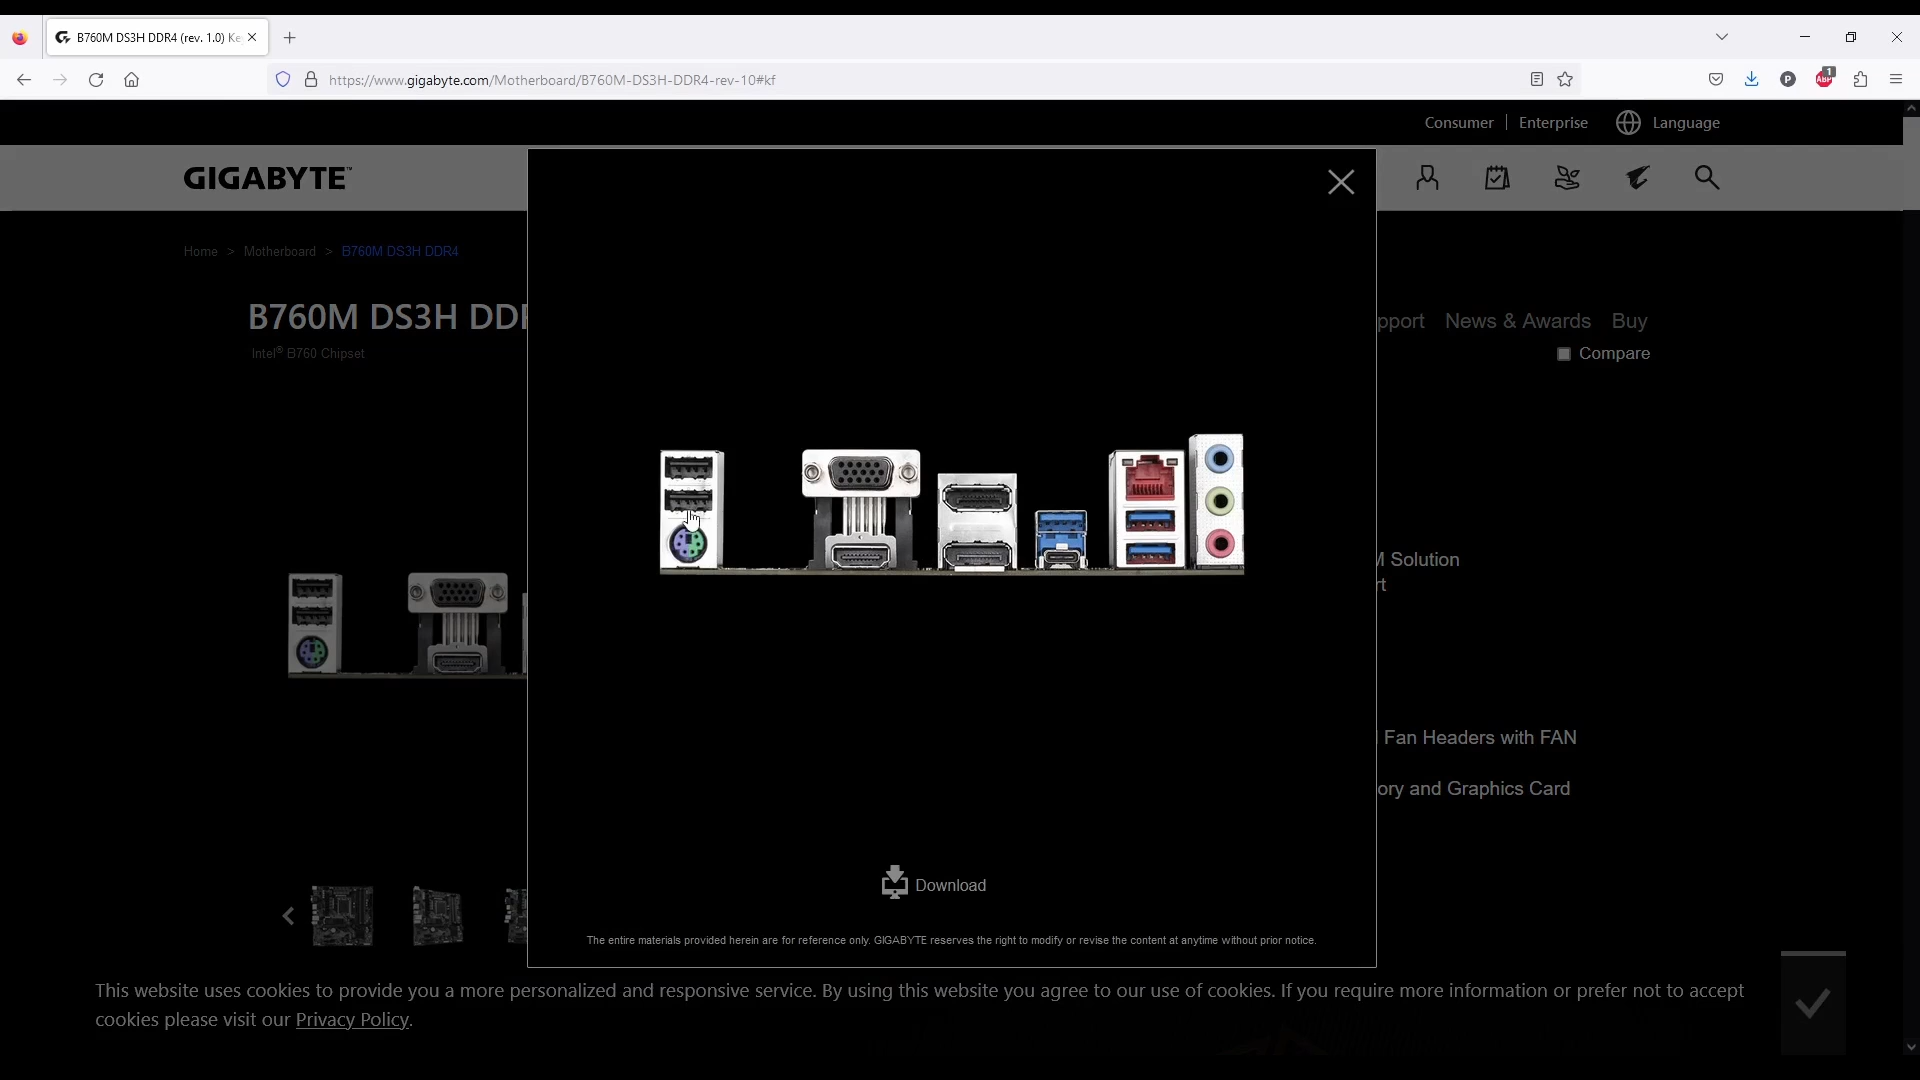 B760M DS3H DDR4 (rev. 1.0) Ke
https://www.gigabyte.com/Motherboard/B760M-DS3H-DDR4-rev-10#kf
P
1
ABP
Consumer | Enterprise Language
GIGABYTE™
Home > Motherboard > B760M DS3H DDR4
B760M DS3H DDR
pport News & Awards Buy
Intel® B760 Chipset
Compare
M Solution
rt
Fan Headers with FAN
ory and Graphics Card
Download
The entire materials provided herein are for reference only. GIGABYTE reserves the right to modify or revise the content at anytime without prior notice.
This website uses cookies to provide you a more personalized and responsive service. By using this website you agree to our use of cookies. If you require more information or prefer not to accept
cookies please visit our Privacy Policy.